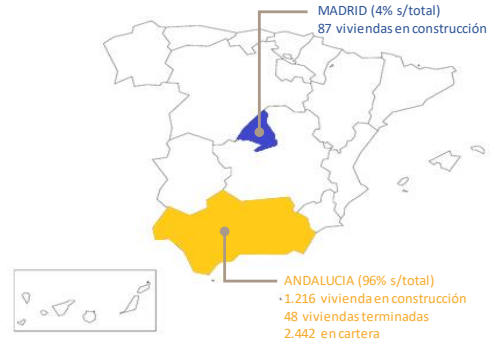 MADRID (4% s/total)
87 viviendas en construcción
ANDALUCIA (96% s/total)
1.216 vivienda en construcción
48 viviendas terminadas
2.442 en cartera